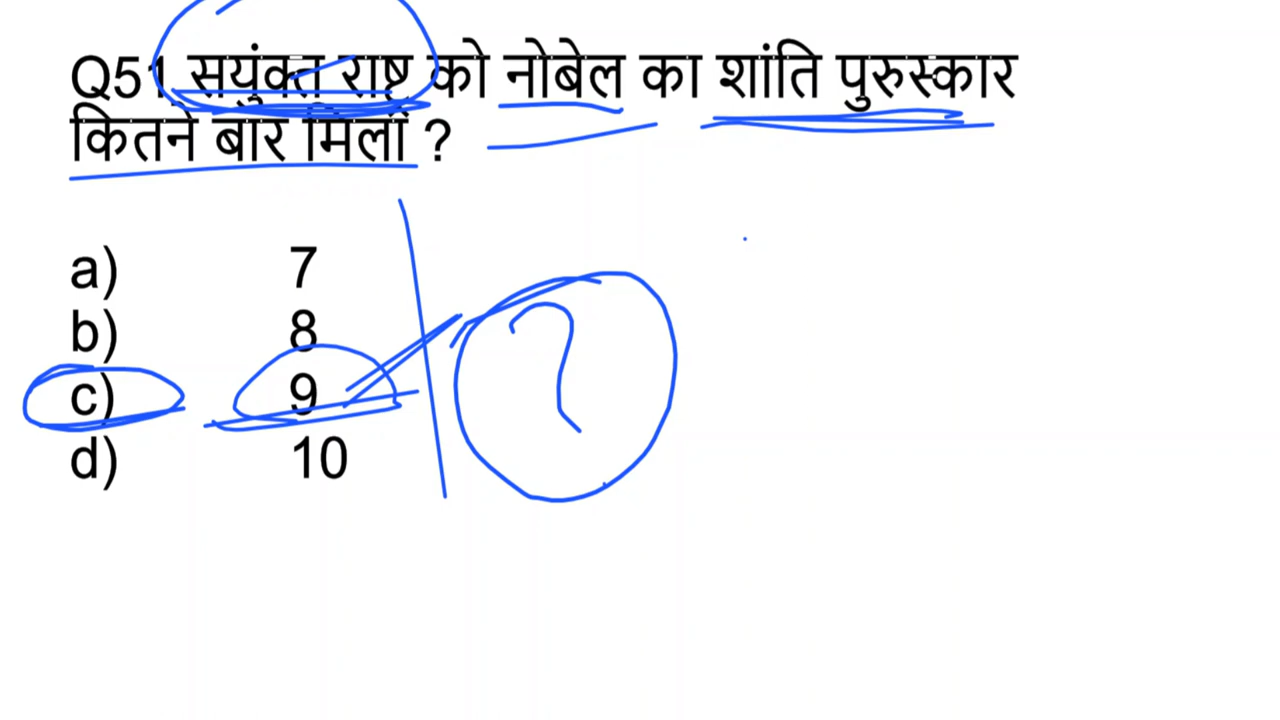 Q51 सयुंक्त राष्ट्र को नोबेल का शांति पुरुस्कार
कितने बार मिला ?
a) 7
b) 8
c) 9
d) 10
?